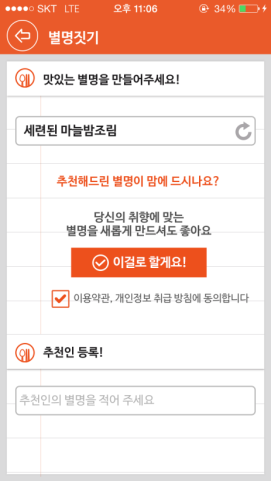 SKT LTE 오후 11:06 34%
별명짓기
맛있는 별명을 만들어주세요!
세련된 마늘밤조림
추천해드린 별명이 맘에 드시나요?
당신의 취향에 맞는
별명을 새롭게 만드셔도 좋아요
이걸로 할게요!
이용약관, 개인정보 취급 방침에 동의합니다
추천인 등록!
추천인의 별명을 적어 주세요